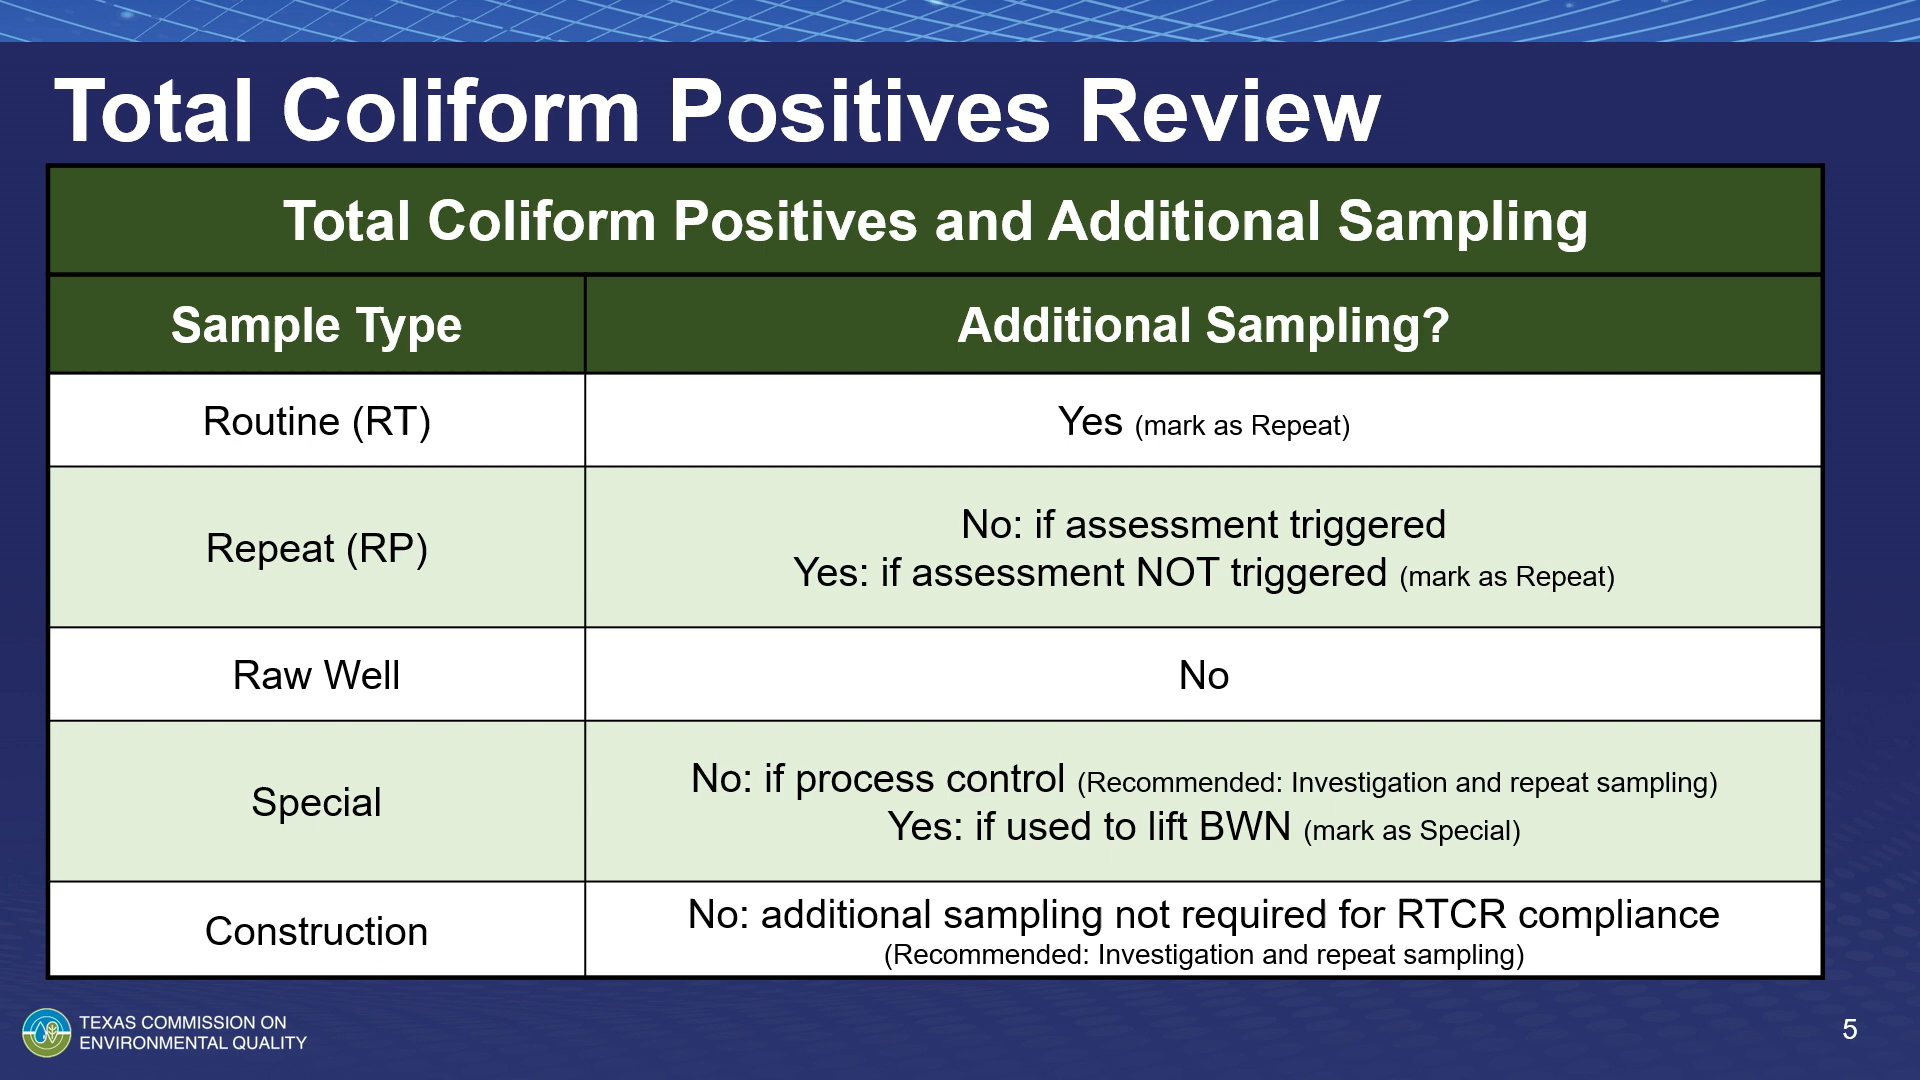 Total Coliform Positives Review
Total Coliform Positives and Additional Sampling
Sample Type
Additional Sampling?
Routine (RT)
Yes (mark as Repeat)
Repeat (RP)
No: if assessment triggered
Yes: if assessment NOT triggered (mark as Repeat)
Raw Well
No
Special
No: if process control (Recommended: Investigation and repeat sampling)
Yes: if used to lift BWN (mark as Special)
Construction
No: additional sampling not required for RTCR compliance
(Recommended: Investigation and repeat sampling)
TEXAS COMMISSION ON
ENVIRONMENTAL QUALITY
5